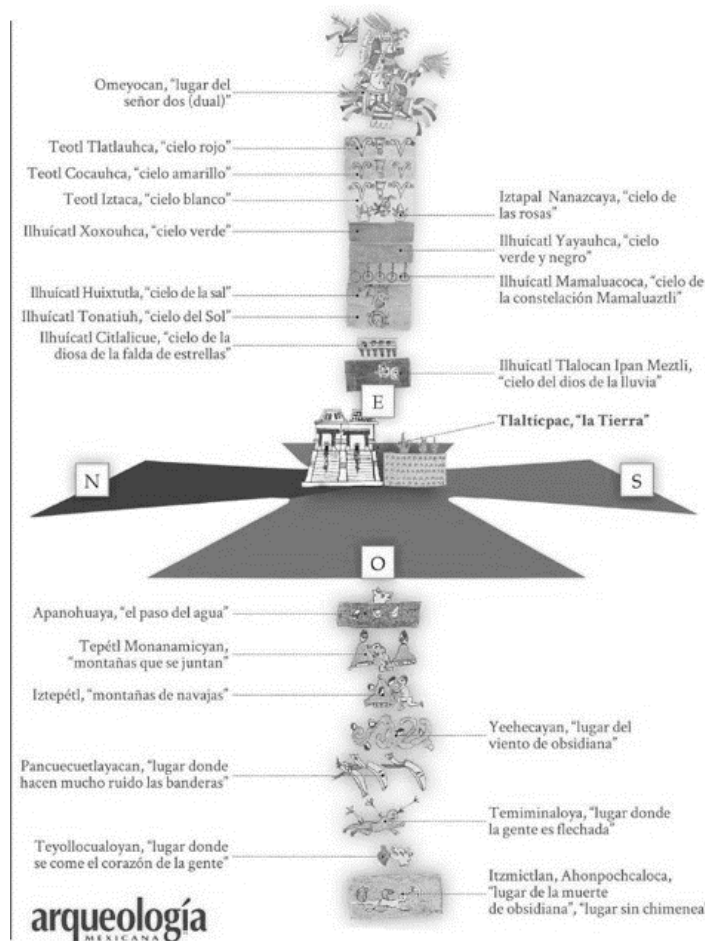 Omeyocan, “lugar del
señor dos (dual)”
Teotl Tlatlauhca, “cielo rojo”
Teotl Cocauhca, “cielo amarillo”
Teotl Iztaca, “cielo blanco”
Iztapal Nanazcaya, “cielo de
las rosas”
Ilhuícatl Xoxouhca, “cielo verde”
Ilhuícatl Yayauhca, “cielo
verde y negro”
Ilhuícatl Mamaluacoca, “cielo de
la constelación Mamaluaztli”
Ilhuícatl Huixtutla, “cielo de la sal”
Ilhuícatl Tonatiuh, “cielo del Sol”
Ilhuícatl Citlalicue, “cielo de la
diosa de la falda de estrellas”
Ilhuícatl Tlalocan Ipan Meztli,
“cielo del dios de la lluvia”
E
Tlaltícpac, “la Tierra”
N
S
O
Apanohuaya, “el paso del agua”
Tepétl Monanamicyan,
“montañas que se juntan”
Iztepétl, “montañas de navajas”
Yeehecayan, “lugar del
viento de obsidiana”
Pancuecuetlayacan, “lugar donde
hacen mucho ruido las banderas”
Temiminaloya, “lugar donde
la gente es flechada”
Teyollocualoyan, “lugar donde
se come el corazón de la gente”
Itzmictlan, Ahonpochcaloca,
“lugar de la muerte
de obsidiana”, “lugar sin chimenea”
arqueología
MEXICANA